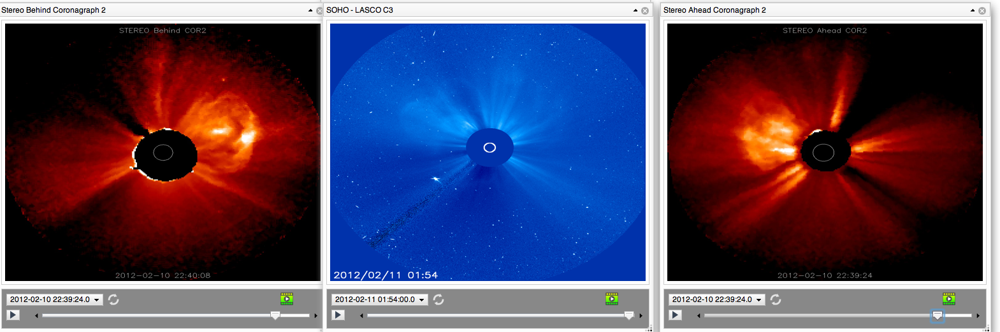 Stereo Behind Coronagraph 2
STEREO Behind COR2
2012-02-10 22:40:08
2012-02-10 22:39:24.0
SOHO - LASCO C3
2012/02/11 01:54
2012-02-11 01:54:00.0
Stereo Ahead Coronagraph 2
STEREO Ahead COR2
2012-02-10 22:39:24
2012-02-10 22:39:24.0